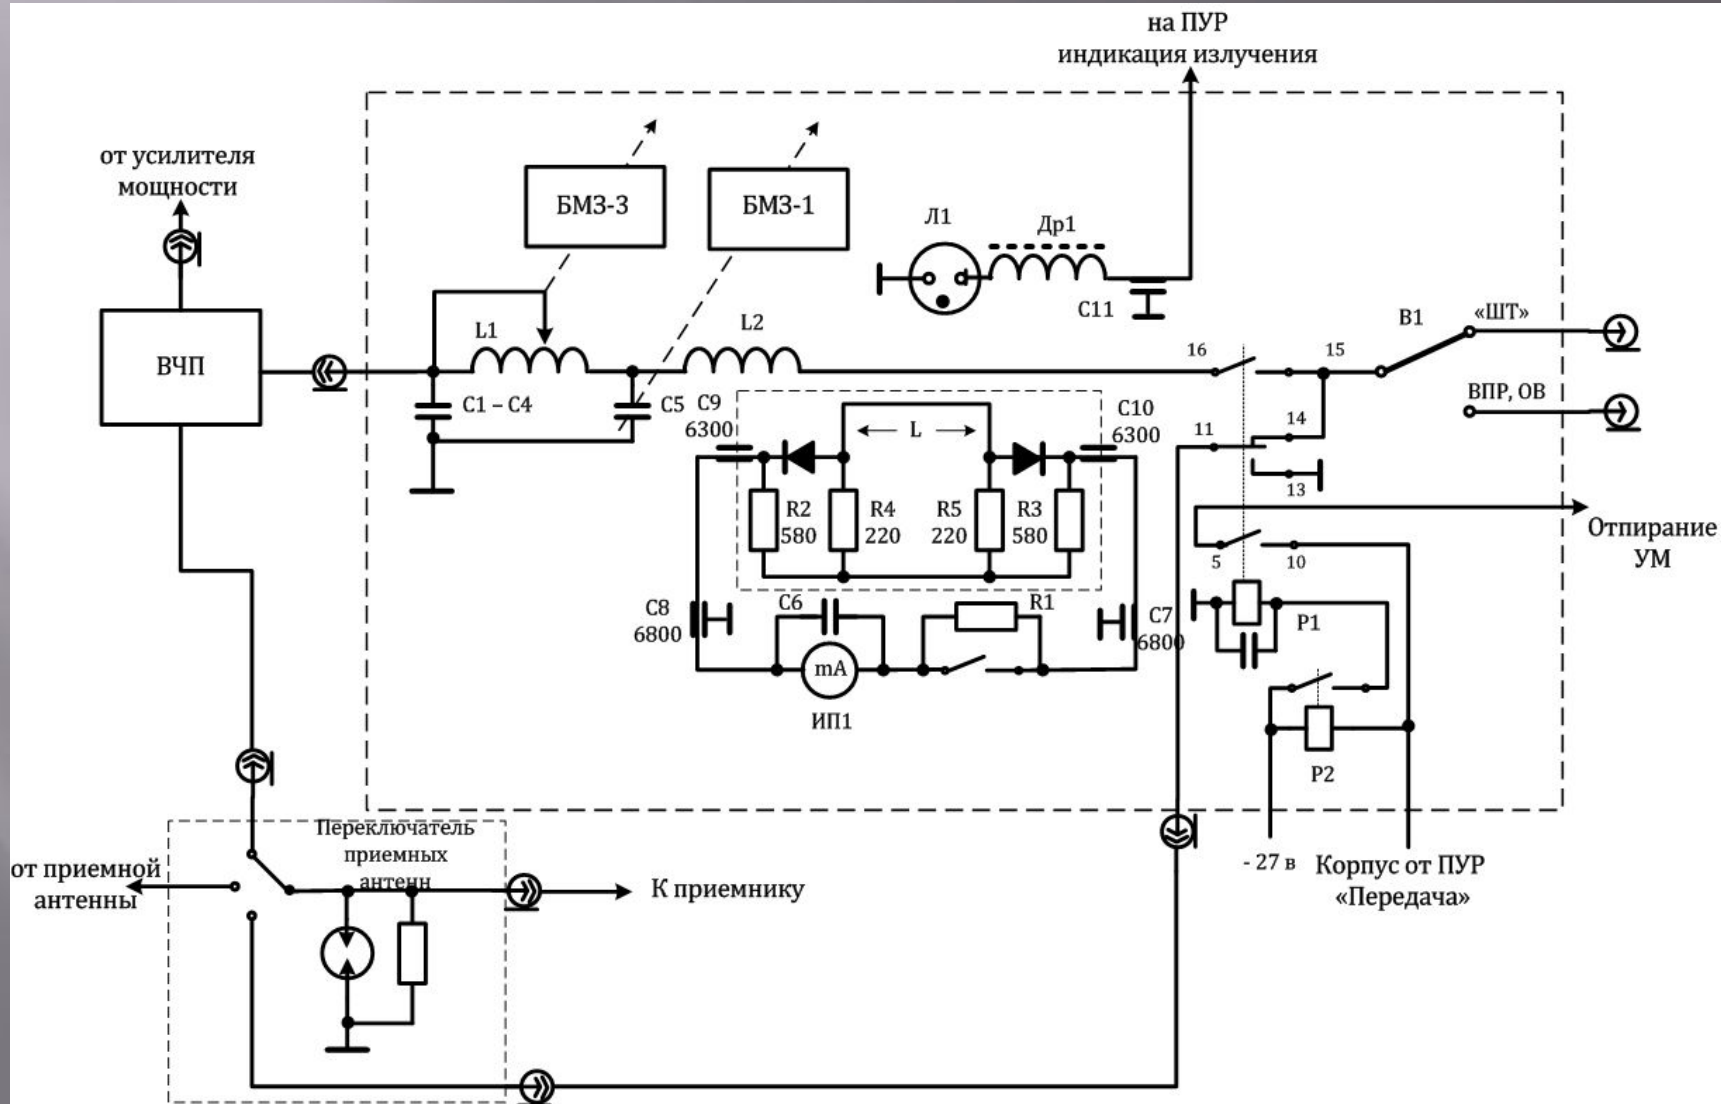 на ПУР
индикация излучения
от усилителя
мощности
БМЗ-3
БМЗ-1
Л1
Др1
С11
В1
«ШТ»
ВЧП
L1
L2
16
15
ВПР, ОВ
С1 – С4
С5
С9
6300
L
С10
6300
11
14
13
R2
580
R4
220
R5
220
R3
580
5
10
Отпирание
УМ
С8
6800
С6
R1
С7
6800
Р1
mA
ИП1
Р2
- 27 в
Корпус от ПУР
«Передача»
Переключатель
приемных
антенн
от приемной
антенны
К приемнику